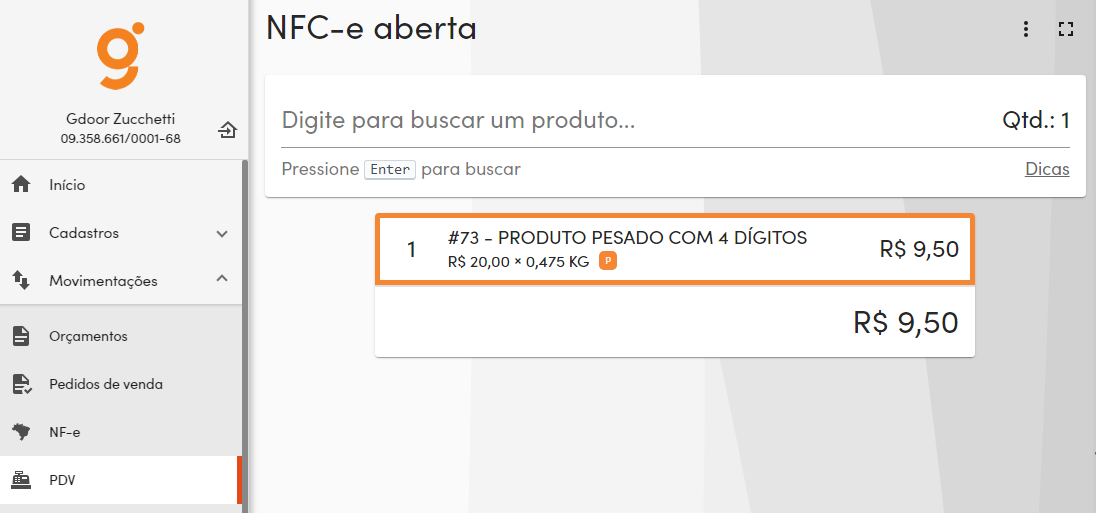 Gdoor Zucchetti
09.358.661/0001-68
Início
Cadastros
Movimentações
Orçamentos
Pedidos de venda
NF-e
PDV
NFC-e aberta
Digite para buscar um produto...
Qtd.: 1
Pressione Enter para buscar
Dicas
1
#73 - PRODUTO PESADO COM 4 DÍGITOS
R$ 20,00 × 0,475 KG P
R$ 9,50
R$ 9,50